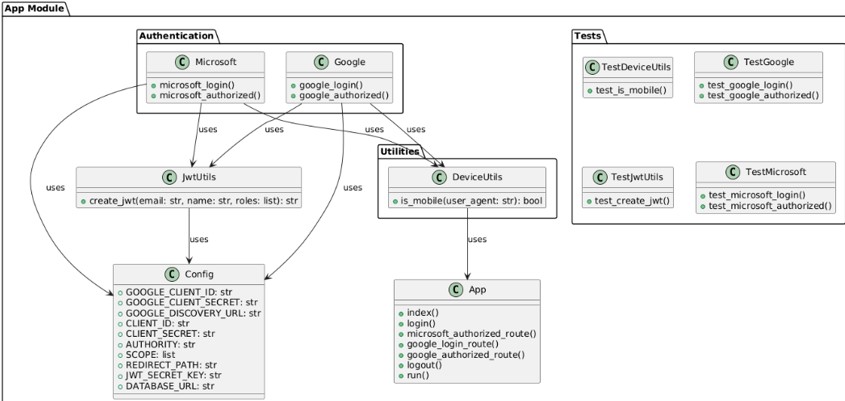 App Module
Authentication
C Microsoft
microsoft_login()
microsoft_authorized()
C Google
google_login()
google_authorized()
Tests
C TestDeviceUtils
test_is_mobile()
C TestGoogle
test_google_login()
test_google_authorized()
uses
uses
uses
uses
Utilities
C JwtUtils
create_jwt(email: str, name: str, roles: list): str
C DeviceUtils
is_mobile(user_agent: str): bool
C TestJwtUtils
test_create_jwt()
C TestMicrosoft
test_microsoft_login()
test_microsoft_authorized()
uses
uses
uses
uses
C Config
GOOGLE_CLIENT_ID: str
GOOGLE_CLIENT_SECRET: str
GOOGLE_DISCOVERY_URL: str
CLIENT_ID: str
CLIENT_SECRET: str
AUTHORITY: str
SCOPE: list
REDIRECT_PATH: str
JWT_SECRET_KEY: str
DATABASE_URL: str
C App
index()
login()
microsoft_authorized_route()
google_login_route()
google_authorized_route()
logout()
run()